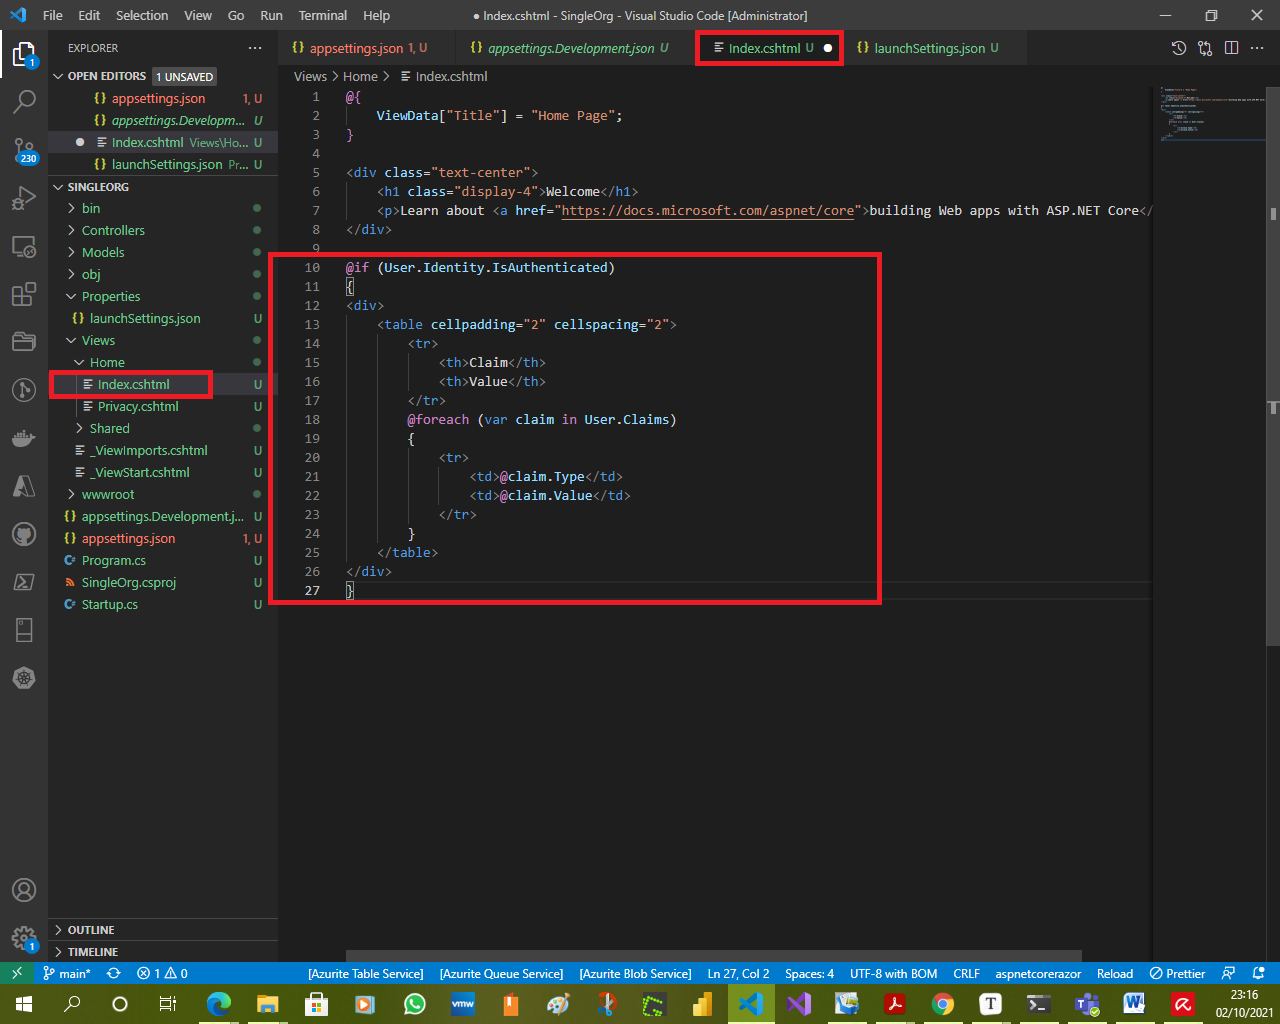 File Edit Selection View Go Run Terminal Help ● Index.cshtml - SingleOrg - Visual Studio Code [Administrator]
EXPLORER
OPEN EDITORS 1 UNSAVED
appsettings.json 1, U
appsettings.Developm... U
Index.cshtml Views\Ho... U
launchSettings.json Pr... U
SINGLEORG
bin
Controllers
Models
obj
Properties
launchSettings.json U
Views
Home
Index.cshtml U
Privacy.cshtml U
Shared
_ViewImports.cshtml U
_ViewStart.cshtml U
wwwroot
appsettings.Development.j... U
appsettings.json 1, U
Program.cs U
SingleOrg.csproj U
Startup.cs U
OUTLINE
TIMELINE
1
230
1
appsettings.json 1, U appsettings.Development.json U Index.cshtml U ● launchSettings.json U
Views > Home > Index.cshtml
1 @{
2 ViewData["Title"] = "Home Page";
3 }
4
5 <div class="text-center">
6 <h1 class="display-4">Welcome</h1>
7 <p>Learn about <a href="https://docs.microsoft.com/aspnet/core">building Web apps with ASP.NET Core</
8 </div>
9
10 @if (User.Identity.IsAuthenticated)
11 {
12 <div>
13 <table cellpadding="2" cellspacing="2">
14 <tr>
15 <th>Claim</th>
16 <th>Value</th>
17 </tr>
18 @foreach (var claim in User.Claims)
19 {
20 <tr>
21 <td>@claim.Type</td>
22 <td>@claim.Value</td>
23 </tr>
24 }
25 </table>
26 </div>
27 }
main* 1 0 [Azurite Table Service] [Azurite Queue Service] [Azurite Blob Service] Ln 27, Col 2 Spaces: 4 UTF-8 with BOM CRLF aspnetcorerazor Reload Prettier
vmw T W
23:16
02/10/2021